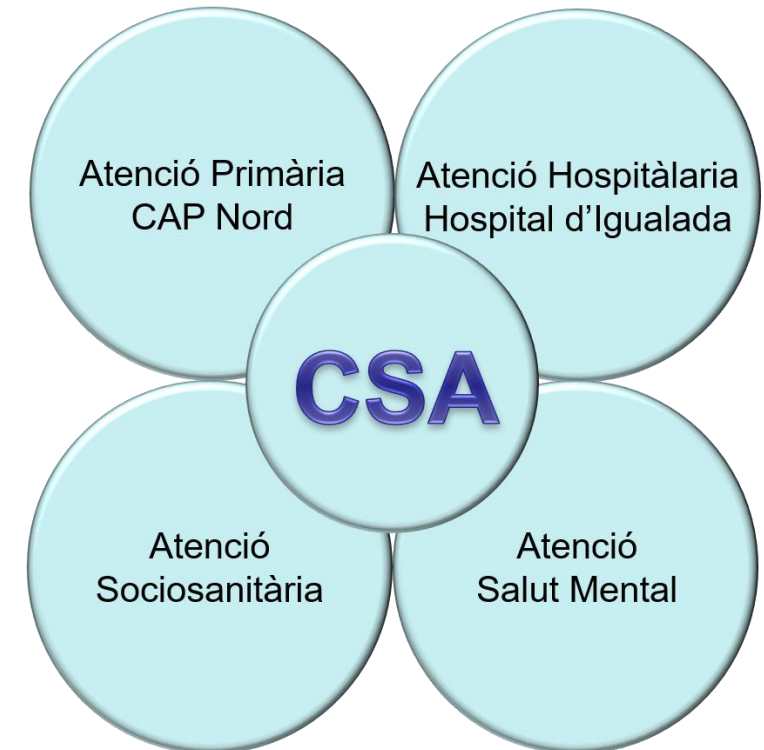 Atenció Primària
CAP Nord
Atenció Hospitàlaria
Hospital d’Igualada
CSA
Atenció
Sociosanitària
Atenció
Salut Mental